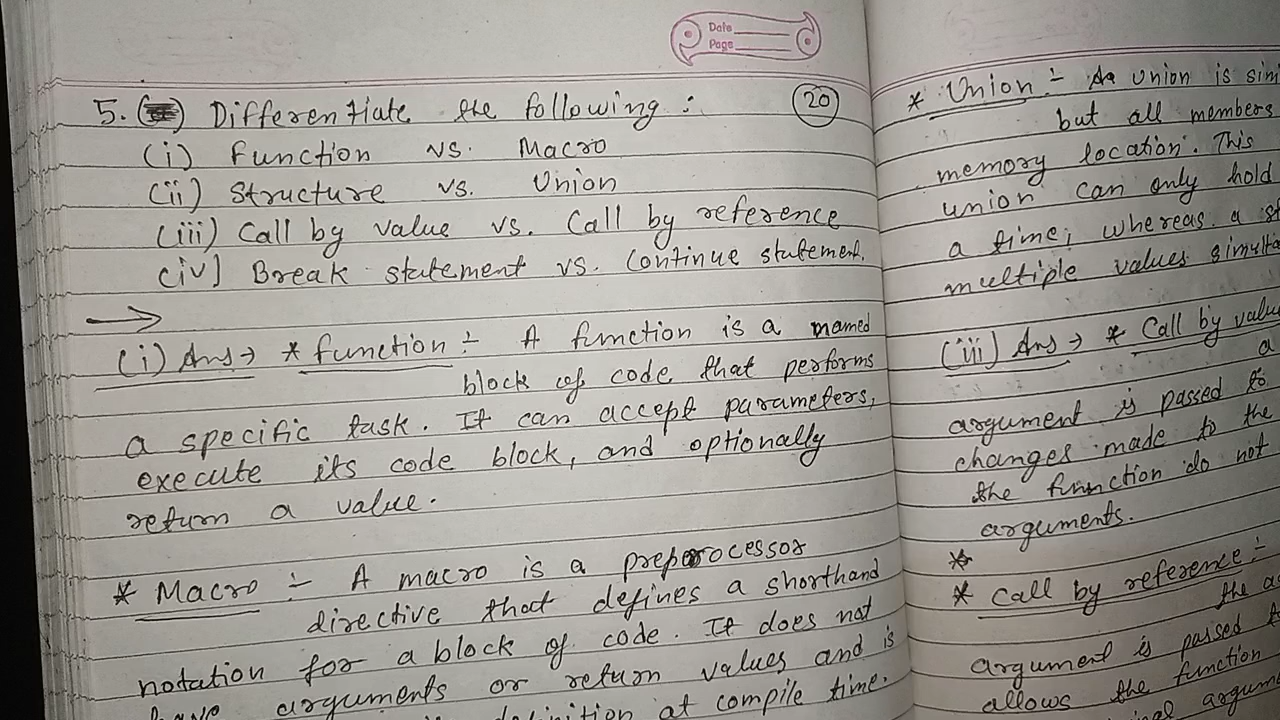 Date
Page
5. Differentiate the following :
(20)
(i) Function vs. Macro
(ii) Structure vs. Union
(iii) Call by value vs. Call by reference
(iv) Break statement vs. Continue statement.
(i) Ans → * function :- A function is a named
block of code that performs
a specific task. It can accept parameters,
execute its code block, and optionally
return a value.
* Macro :- A macro is a preprocessor
directive that defines a shorthand
notation for a block of code. It does not
have arguments or return values and is
at compile time.
* Union :- A union is
but all members
memory location. This
union can only hold
a time; whereas a
multiple values
(iii) Ans → * Call by value
a
argument is passed to
changes made to the
the function do not
arguments.
*
* Call by reference :-
the
argument is passed
allows the function